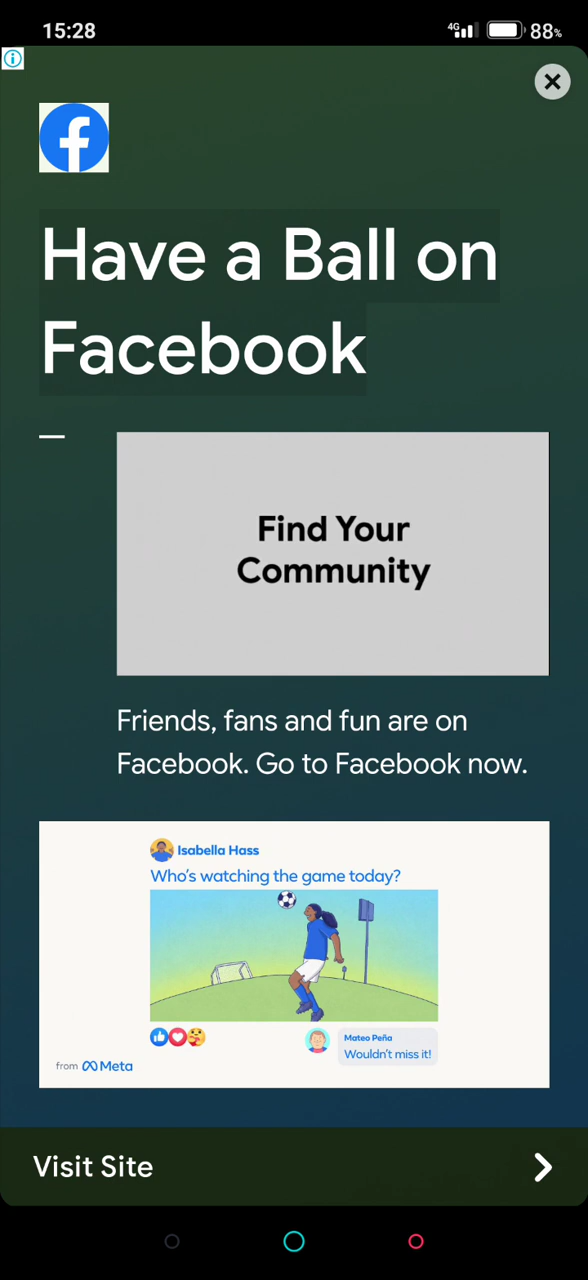 15:28
4G
88%
Have a Ball on
Facebook
Find Your
Community
Friends, fans and fun are on
Facebook. Go to Facebook now.
Isabella Hass
Who's watching the game today?
Mateo Peña
Wouldn't miss it!
from Meta
Visit Site